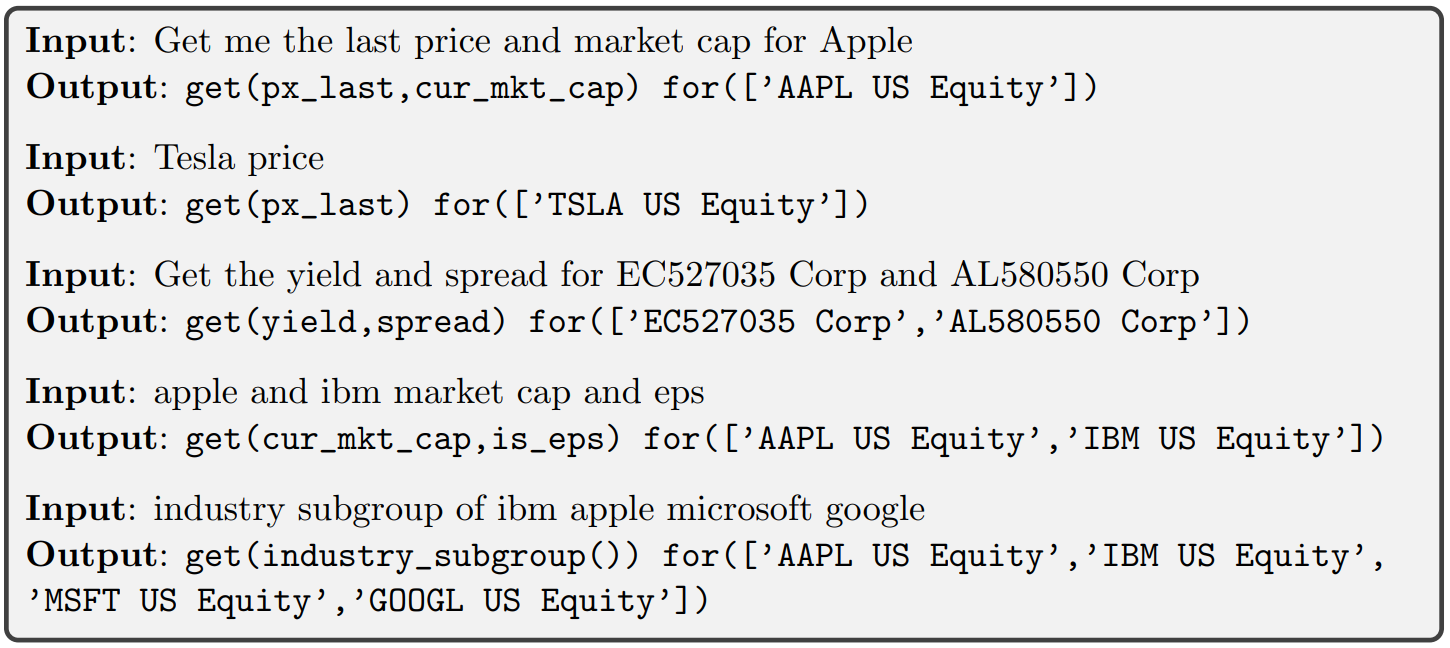 Input: Get me the last price and market cap for Apple
Output: get(px_last,cur_mkt_cap) for(['AAPL US Equity'])
Input: Tesla price
Output: get(px_last) for(['TSLA US Equity'])
Input: Get the yield and spread for EC527035 Corp and AL580550 Corp
Output: get(yield,spread) for(['EC527035 Corp','AL580550 Corp'])
Input: apple and ibm market cap and eps
Output: get(cur_mkt_cap,is_eps) for(['AAPL US Equity','IBM US Equity'])
Input: industry subgroup of ibm apple microsoft google
Output: get(industry_subgroup()) for(['AAPL US Equity','IBM US Equity',
'MSFT US Equity','GOOGL US Equity'])